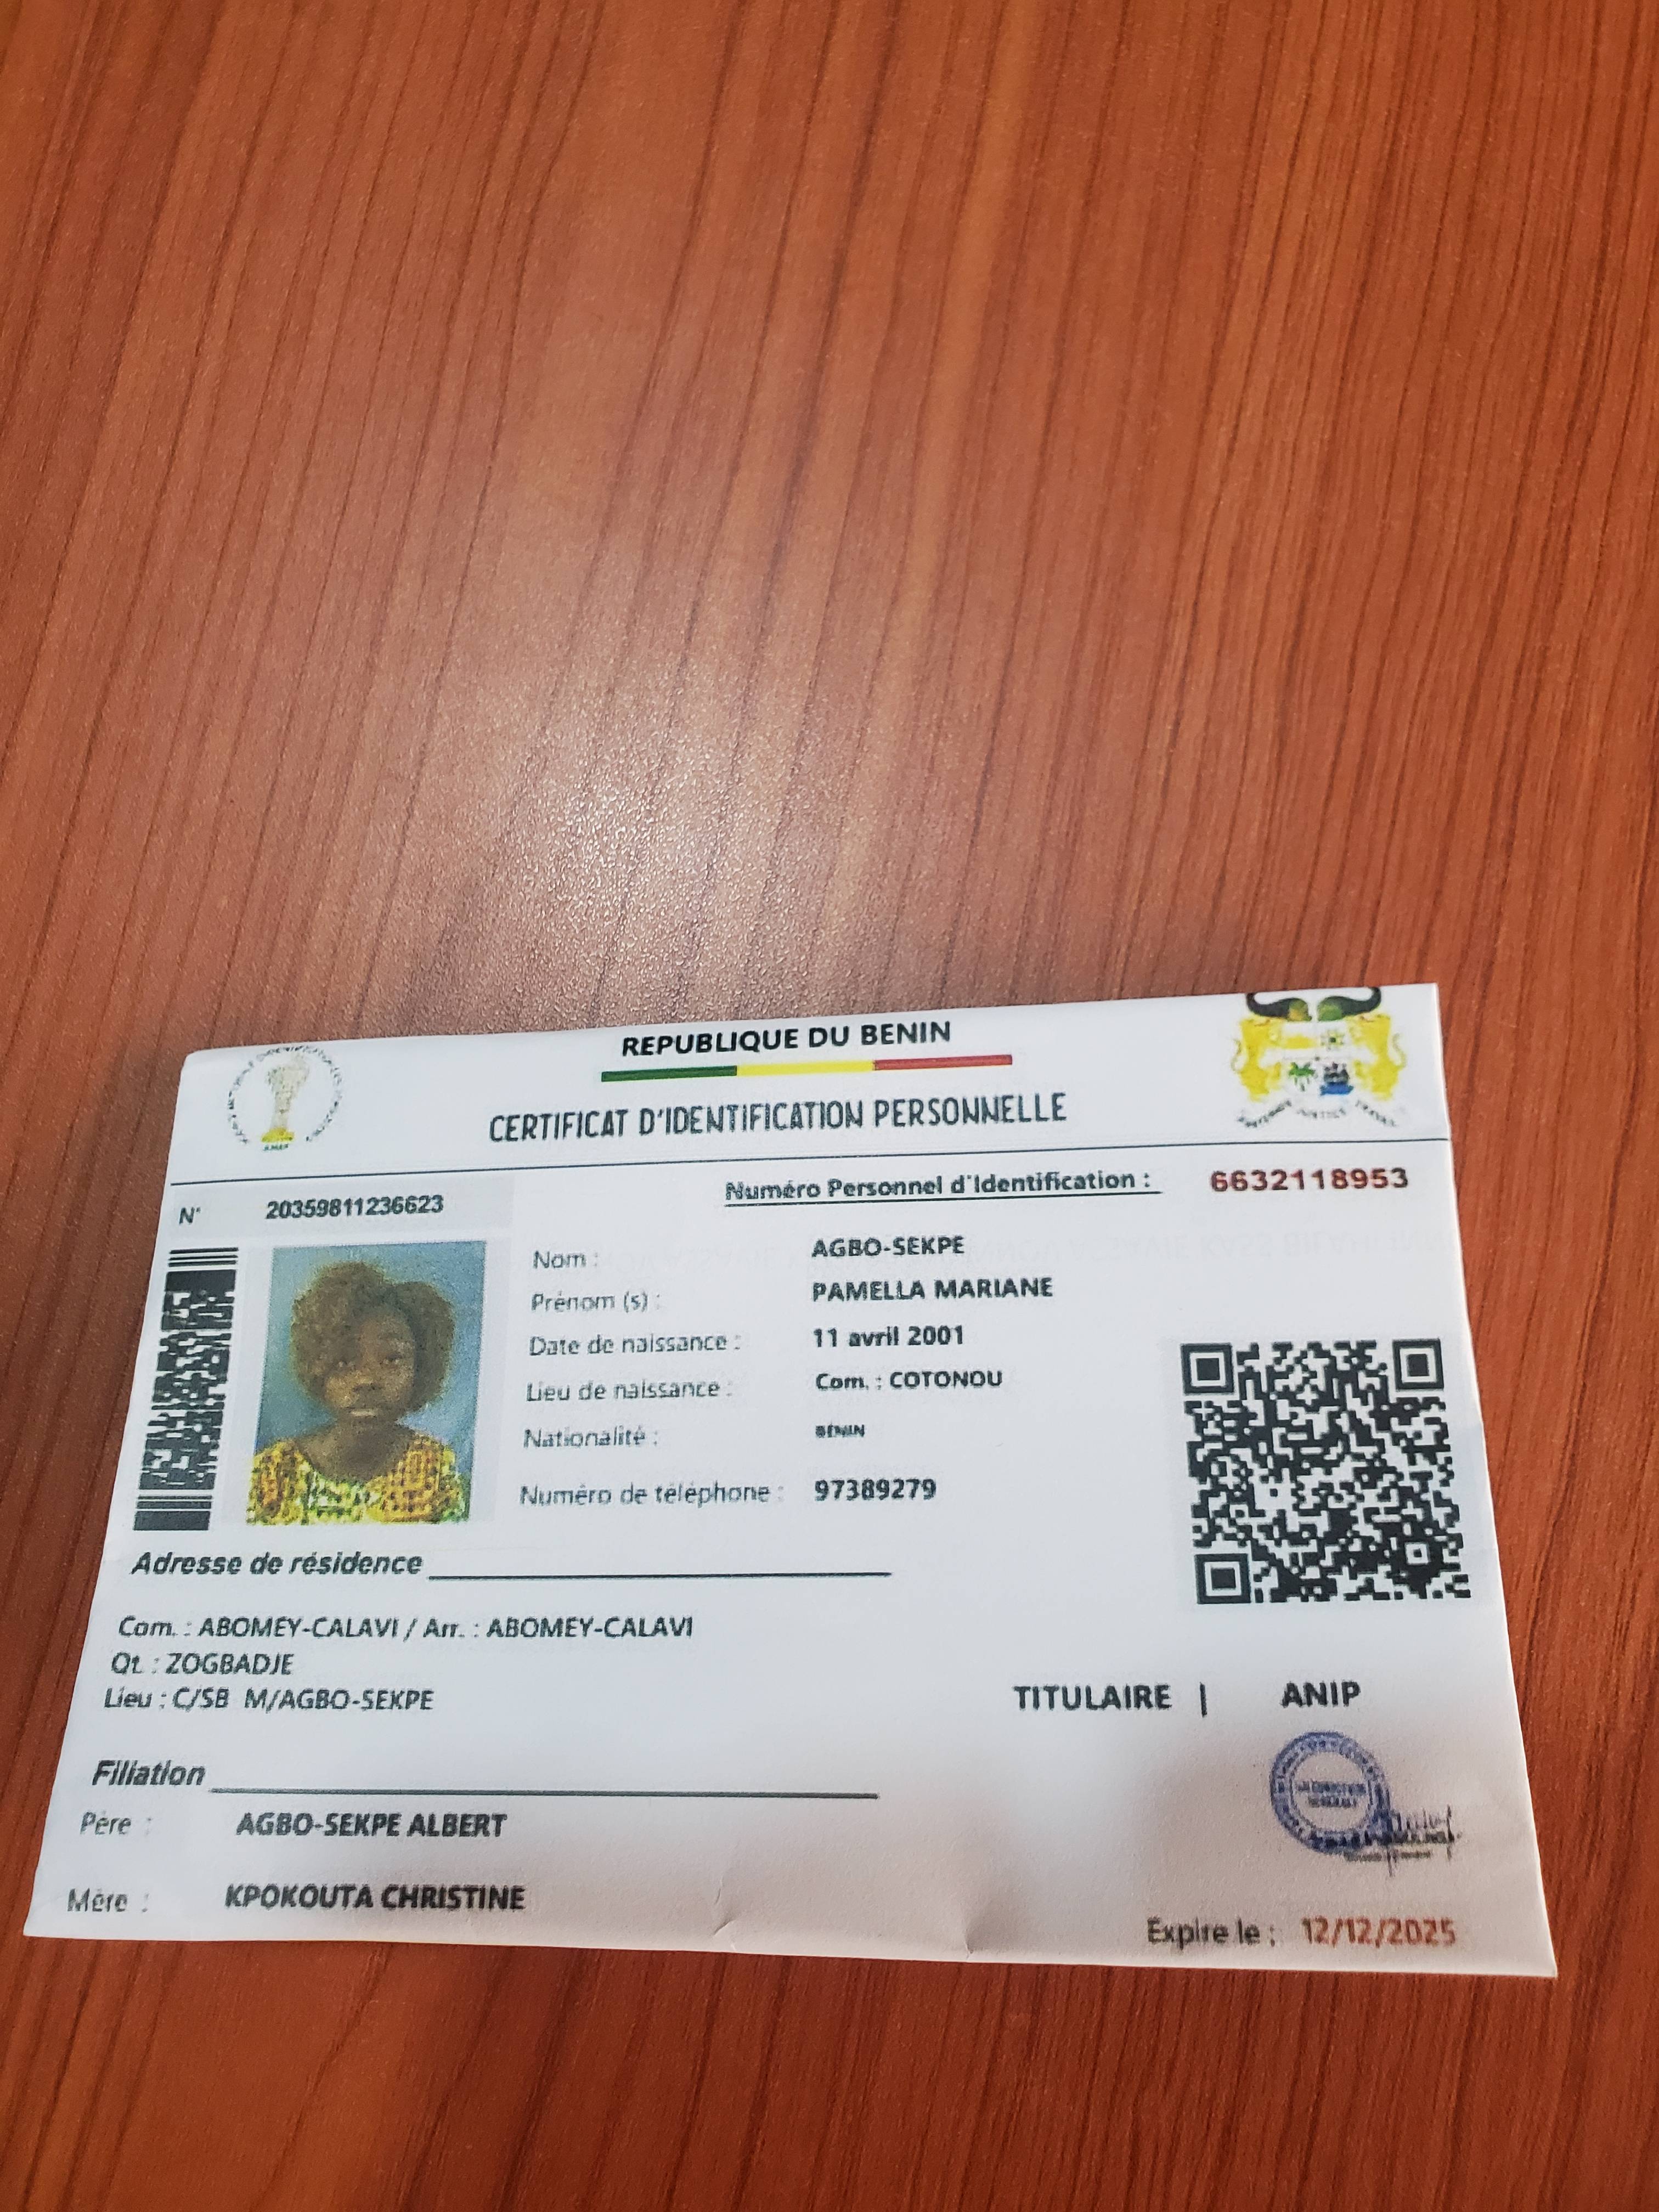 REPUBLIQUE DU BENIN
CERTIFICAT D'IDENTIFICATION PERSONNELLE
Numéro Personnel d'Identification : 6632118953
N° 20359811236623
Nom : AGBO-SEKPE
Prénom (s) : PAMELLA MARIANE
Date de naissance : 11 avril 2001
Lieu de naissance : Com. : COTONOU
Nationalité : BÉNIN
Numéro de téléphone : 97389279
Adresse de résidence
Com. : ABOMEY-CALAVI / Arr. : ABOMEY-CALAVI
Qt. : ZOGBADJE
Lieu : C/SB M/AGBO-SEKPE
TITULAIRE | ANIP
Filiation
Père : AGBO-SEKPE ALBERT
Mère : KPOKOUTA CHRISTINE
Expire le : 12/12/2025